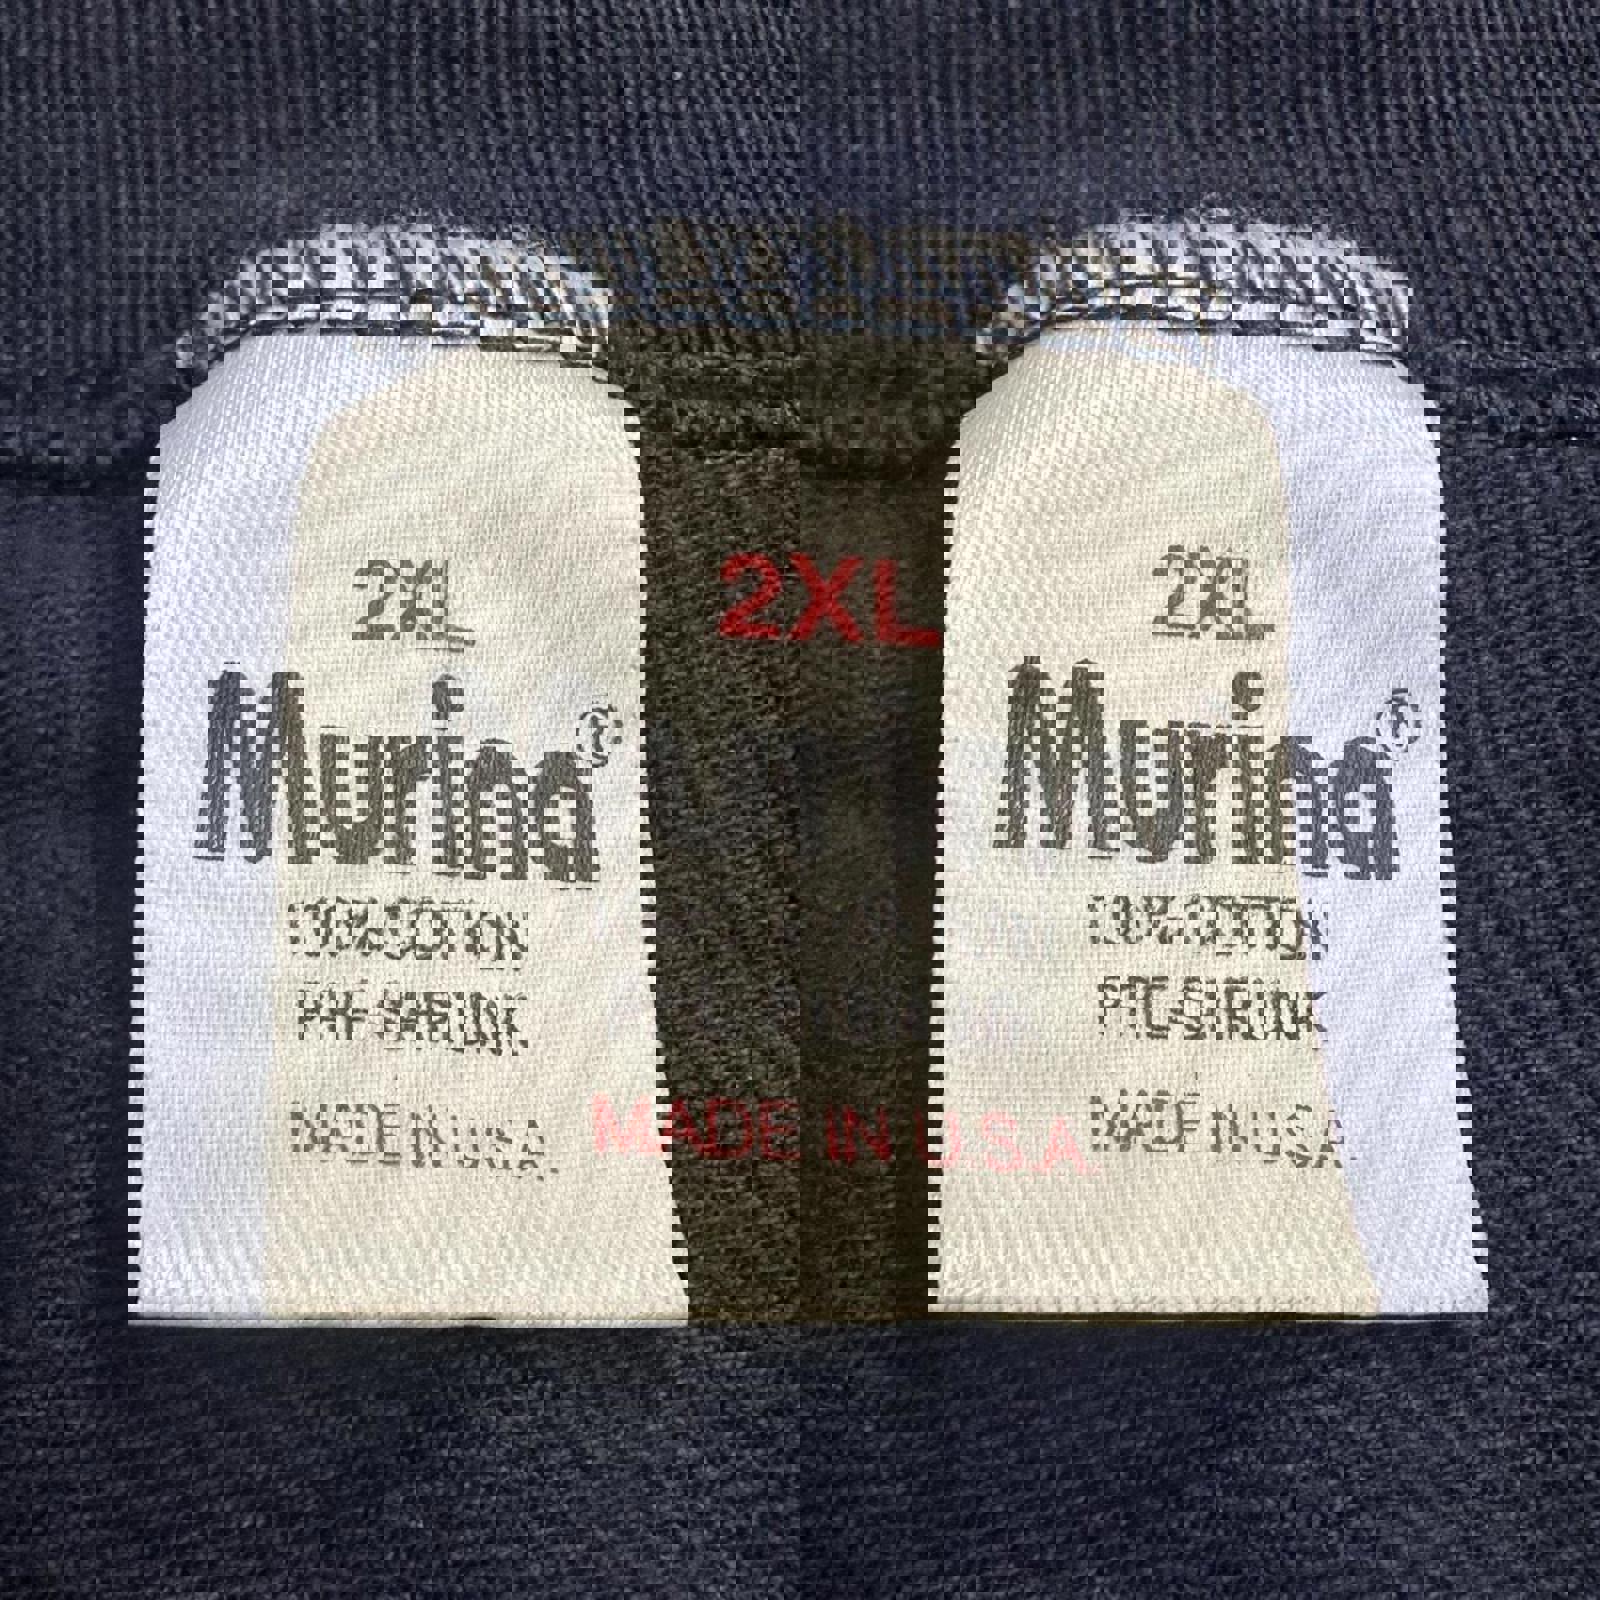 2XL
Murina®
100% COTTON
PRE-SHRUNK
MADE IN U.S.A.
2XL
MADE IN U.S.A.
2XL
Murina®
100% COTTON
PRE-SHRUNK
MADE IN U.S.A.